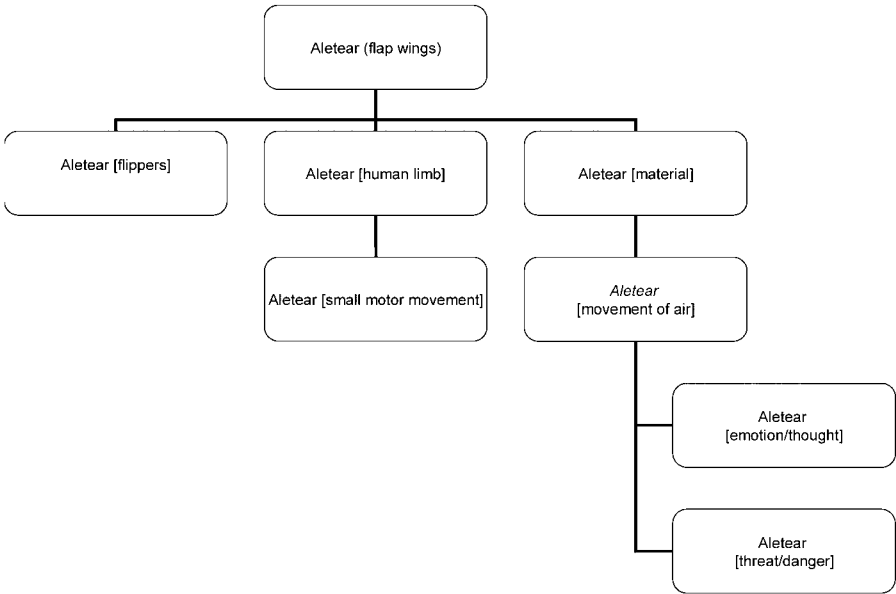 Aletear (flap wings)
Aletear [flippers]
Aletear [human limb]
Aletear [material]
Aletear [small motor movement]
Aletear
[movement of air]
Aletear
[emotion/thought]
Aletear
[threat/danger]